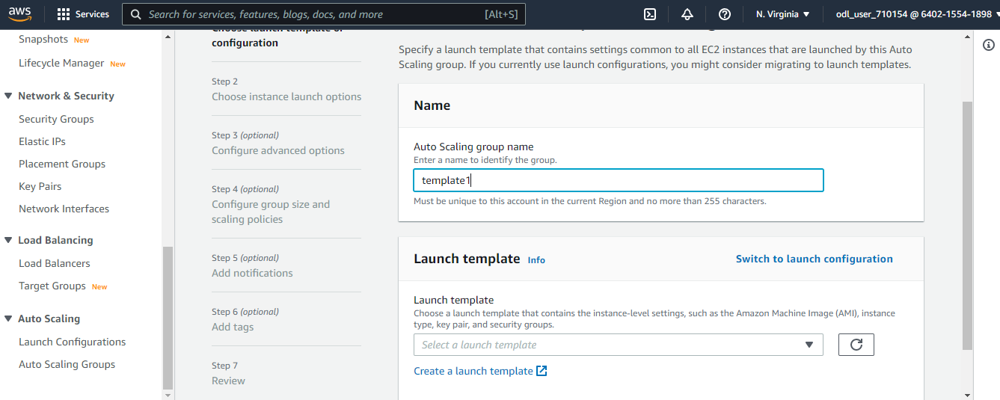 aws
Services
Search for services, features, blogs, docs, and more
[Alt+S]
N. Virginia
odl_user_710154 @ 6402-1554-1898
Snapshots New
Lifecycle Manager New
Network & Security
Security Groups
Elastic IPs
Placement Groups
Key Pairs
Network Interfaces
Load Balancing
Load Balancers
Target Groups New
Auto Scaling
Launch Configurations
Auto Scaling Groups
Choose launch template or
configuration
Step 2
Choose instance launch options
Step 3 (optional)
Configure advanced options
Step 4 (optional)
Configure group size and
scaling policies
Step 5 (optional)
Add notifications
Step 6 (optional)
Add tags
Step 7
Review
Specify a launch template that contains settings common to all EC2 instances that are launched by this Auto
Scaling group. If you currently use launch configurations, you might consider migrating to launch templates.
Name
Auto Scaling group name
Enter a name to identify the group.
template1
Must be unique to this account in the current Region and no more than 255 characters.
Launch template Info
Switch to launch configuration
Launch template
Choose a launch template that contains the instance-level settings, such as the Amazon Machine Image (AMI), instance
type, key pair, and security groups.
Select a launch template
Create a launch template